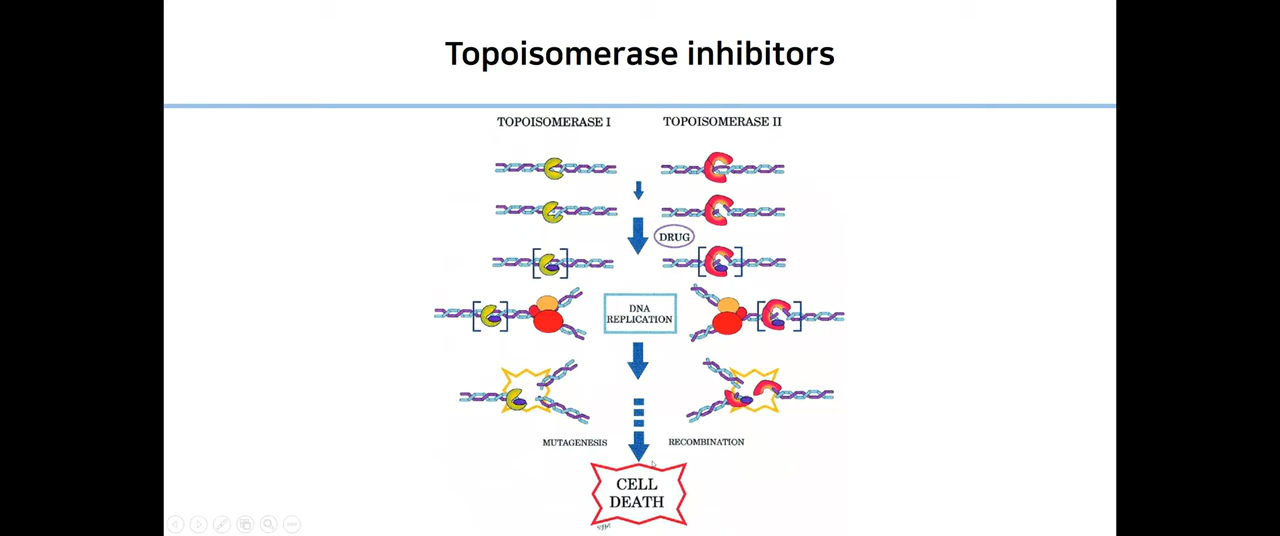 Topoisomerase inhibitors
TOPOISOMERASE I
TOPOISOMERASE II
DRUG
DNA
REPLICATION
MUTAGENESIS
RECOMBINATION
CELL
DEATH